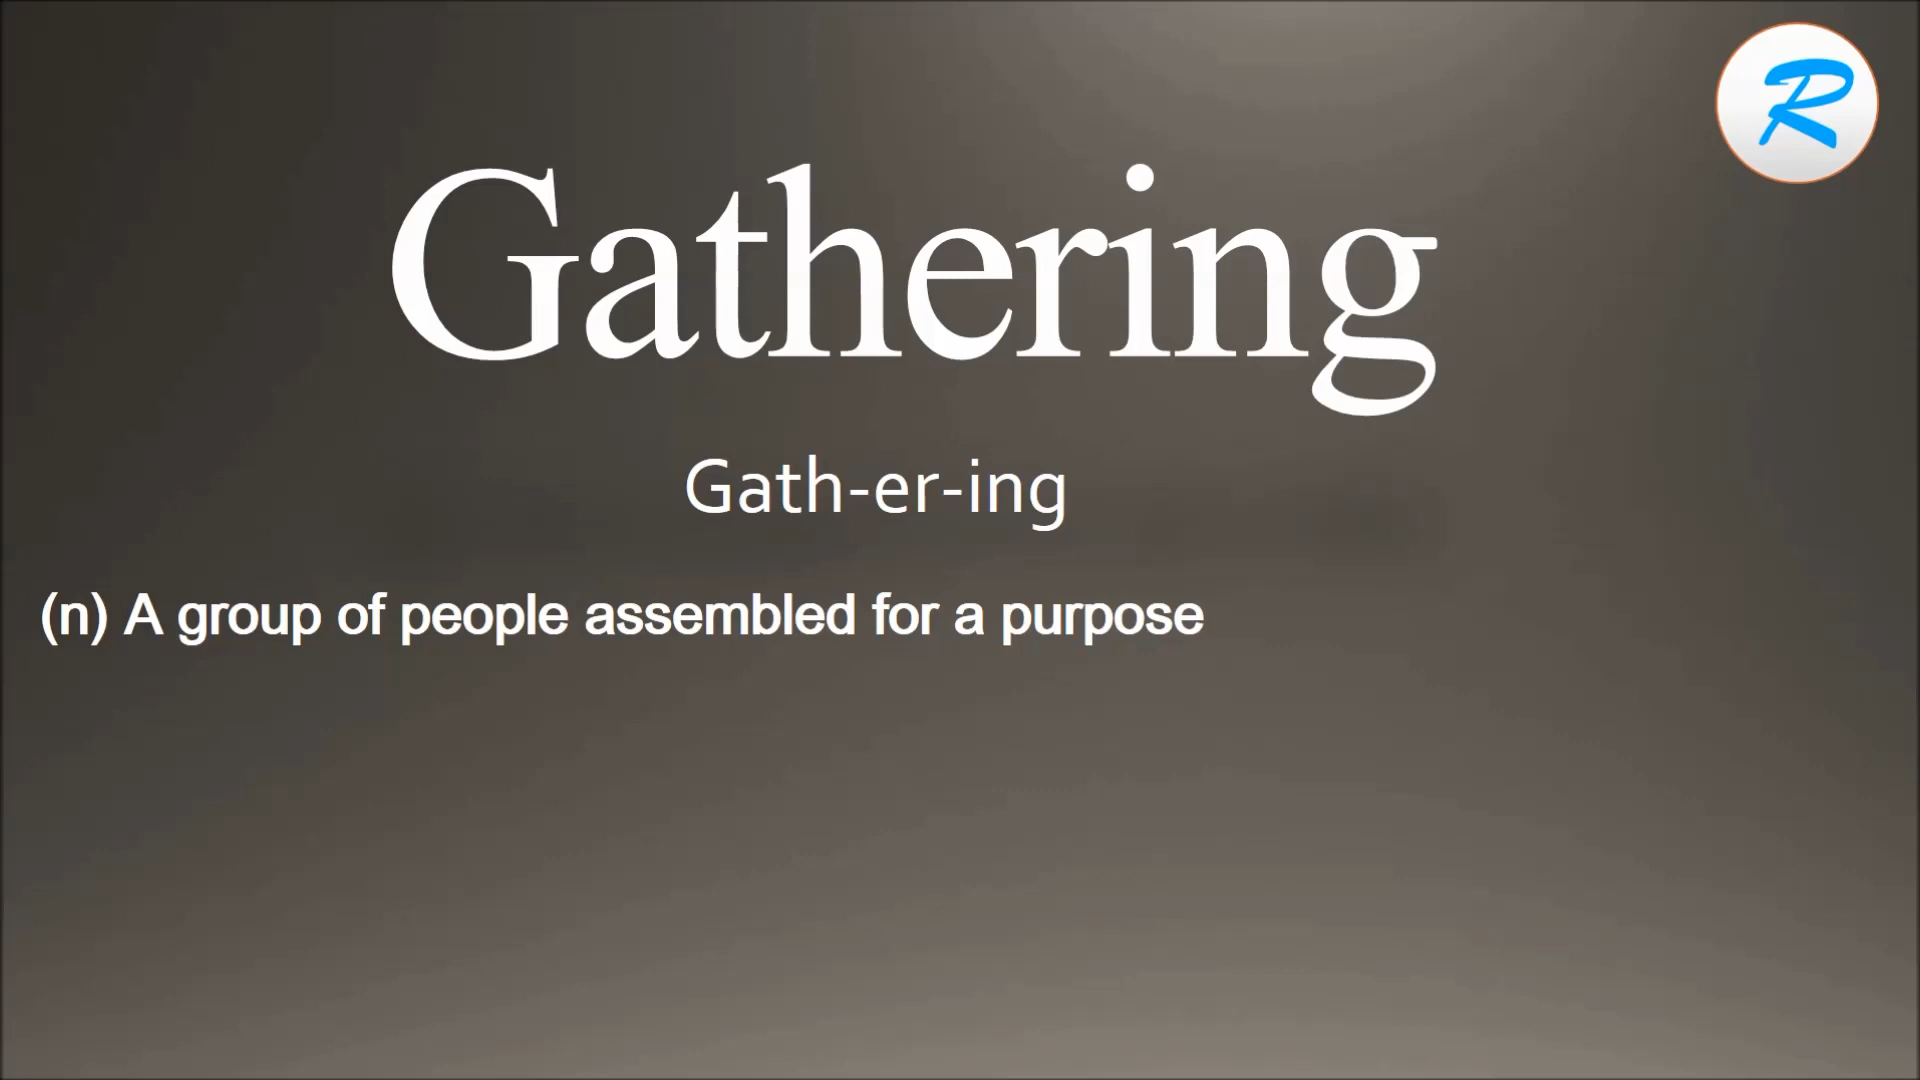 R
Gathering
Gath-er-ing
(n) A group of people assembled for a purpose